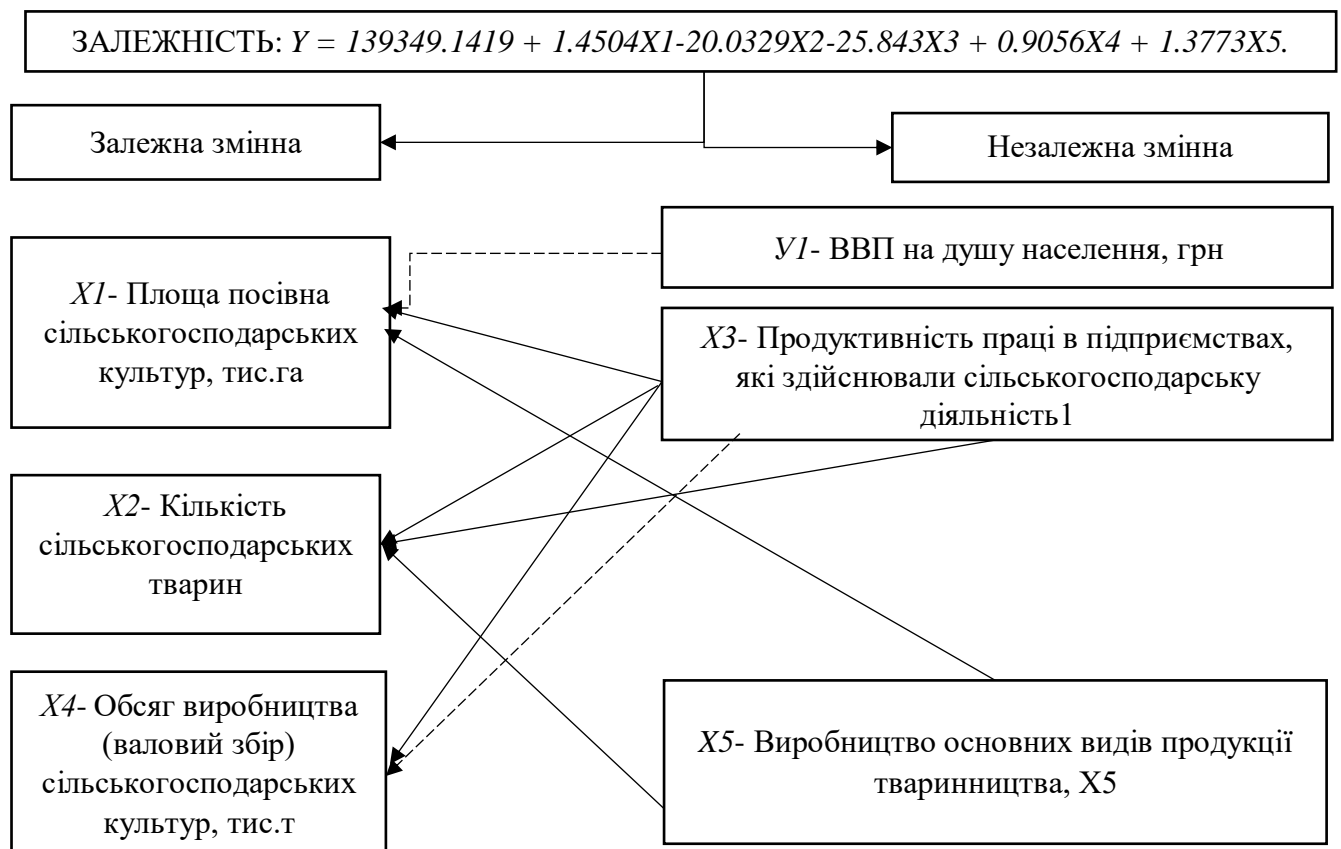 ЗАЛЕЖНІСТЬ: Y = 139349.1419 + 1.4504X1-20.0329X2-25.843X3 + 0.9056X4 + 1.3773X5.
Залежна змінна
Незалежна змінна
У1- ВВП на душу населення, грн
X1- Площа посівна
сільськогосподарських
культур, тис.га
X3- Продуктивність праці в підприємствах,
які здійснювали сільськогосподарську
діяльність1
X2- Кількість
сільськогосподарських
тварин
X4- Обсяг виробництва
(валовий збір)
сільськогосподарських
культур, тис.т
X5- Виробництво основних видів продукції
тваринництва, X5